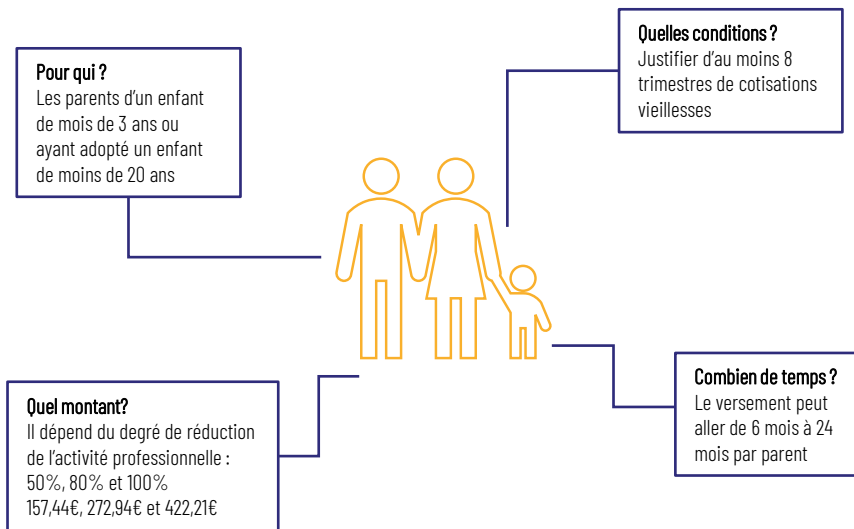 Pour qui ?
Les parents d'un enfant
de mois de 3 ans ou
ayant adopté un enfant
de moins de 20 ans
Quelles conditions ?
Justifier d'au moins 8
trimestres de cotisations
vieillesses
Quel montant?
Il dépend du degré de réduction
de l'activité professionnelle :
50%, 80% et 100%
157,44€, 272,94€ et 422,21€
Combien de temps ?
Le versement peut
aller de 6 mois à 24
mois par parent